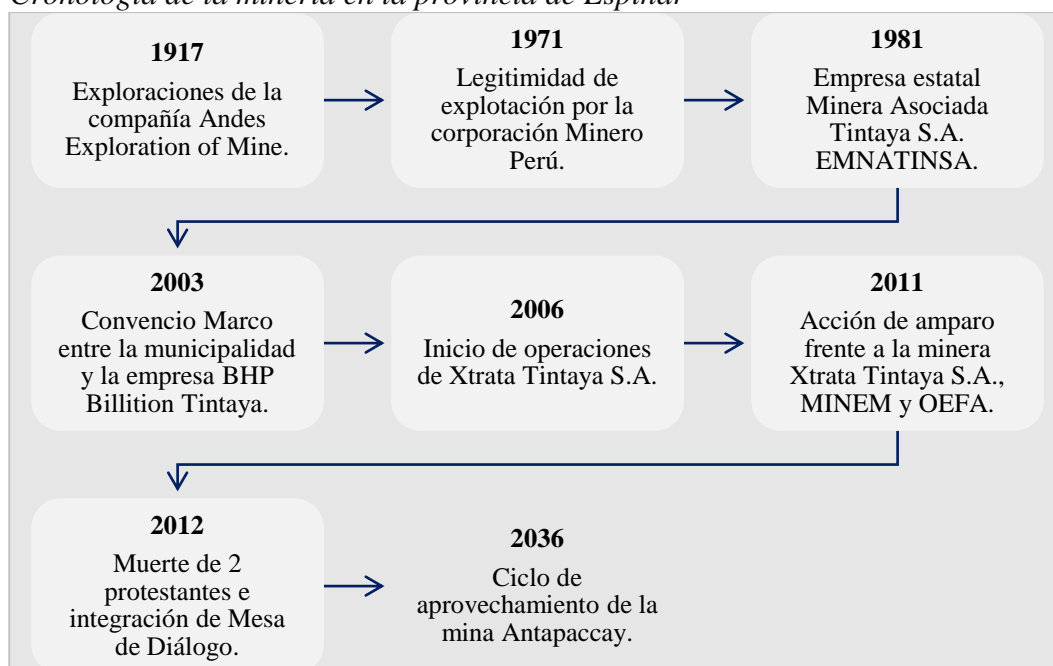 Cronología de la minería en la provincia de Espinar
1917
Exploraciones de la
compañía Andes
Exploration of Mine.
1971
Legitimidad de
explotación por la
corporación Minero
Perú.
1981
Empresa estatal
Minera Asociada
Tintaya S.A.
EMNATINSA.
2003
Convencio Marco
entre la municipalidad
y la empresa BHP
Billition Tintaya.
2006
Inicio de operaciones
de Xtrata Tintaya S.A.
2011
Acción de amparo
frente a la minera
Xtrata Tintaya S.A.,
MINEM y OEFA.
2012
Muerte de 2
protestantes e
integración de Mesa
de Diálogo.
2036
Ciclo de
aprovechamiento de la
mina Antapaccay.